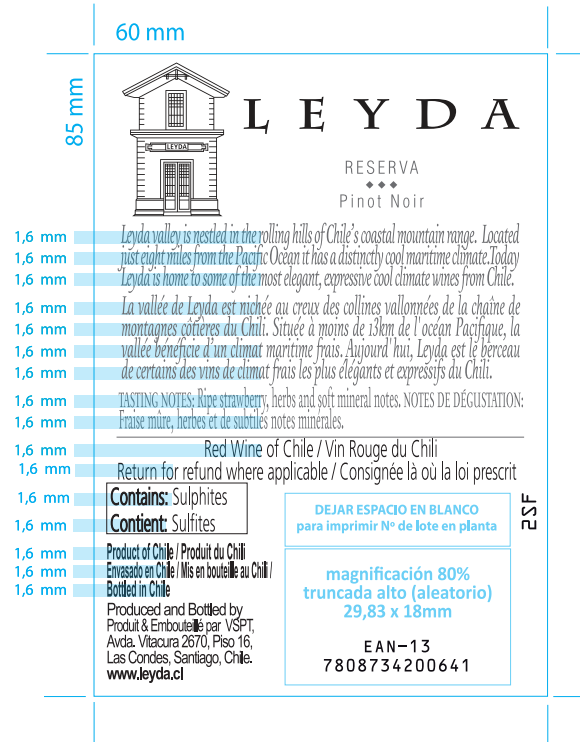 60 mm
85 mm
LEYDA
LEYDA
RESERVA
Pinot Noir
1,6 mm
Leyda valley is nestled in the rolling hills of Chile's coastal mountain range. Located
1,6 mm
just eight miles from the Pacific Ocean it has a distinctly cool maritime climate.Today
1,6 mm
Leyda is home to some of the most elegant, expressive cool climate wines from Chile.
1,6 mm
La vallée de Leyda est nichée au creux des collines vallonnées de la chaîne de
1,6 mm
montagnes côtières du Chili. Située à moins de 13km de l'océan Pacifique, la
1,6 mm
vallée bénéficie d'un climat maritime frais. Aujourd'hui, Leyda est le berceau
1,6 mm
de certains des vins de climat frais les plus élégants et expressifs du Chili.
1,6 mm
TASTING NOTES: Ripe strawberry, herbs and soft mineral notes. NOTES DE DÉGUSTATION:
1,6 mm
Fraise mûre, herbes et de subtiles notes minérales.
1,6 mm
Red Wine of Chile / Vin Rouge du Chili
1,6 mm
Return for refund where applicable / Consignée là où la loi prescrit
1,6 mm
Contains: Sulphites
1,6 mm
Contient: Sulfites
DEJAR ESPACIO EN BLANCO
para imprimir Nº de lote en planta
2SF
1,6 mm
Product of Chile / Produit du Chili
1,6 mm
Envasado en Chile / Mis en bouteille au Chili /
1,6 mm
Bottled in Chile
Produced and Bottled by
Produit & Embouteillé par VSPT,
Avda. Vitacura 2670, Piso 16,
Las Condes, Santiago, Chile.
www.leyda.cl
magnificación 80%
truncada alto (aleatorio)
29,83 x 18mm
EAN-13
7808734200641